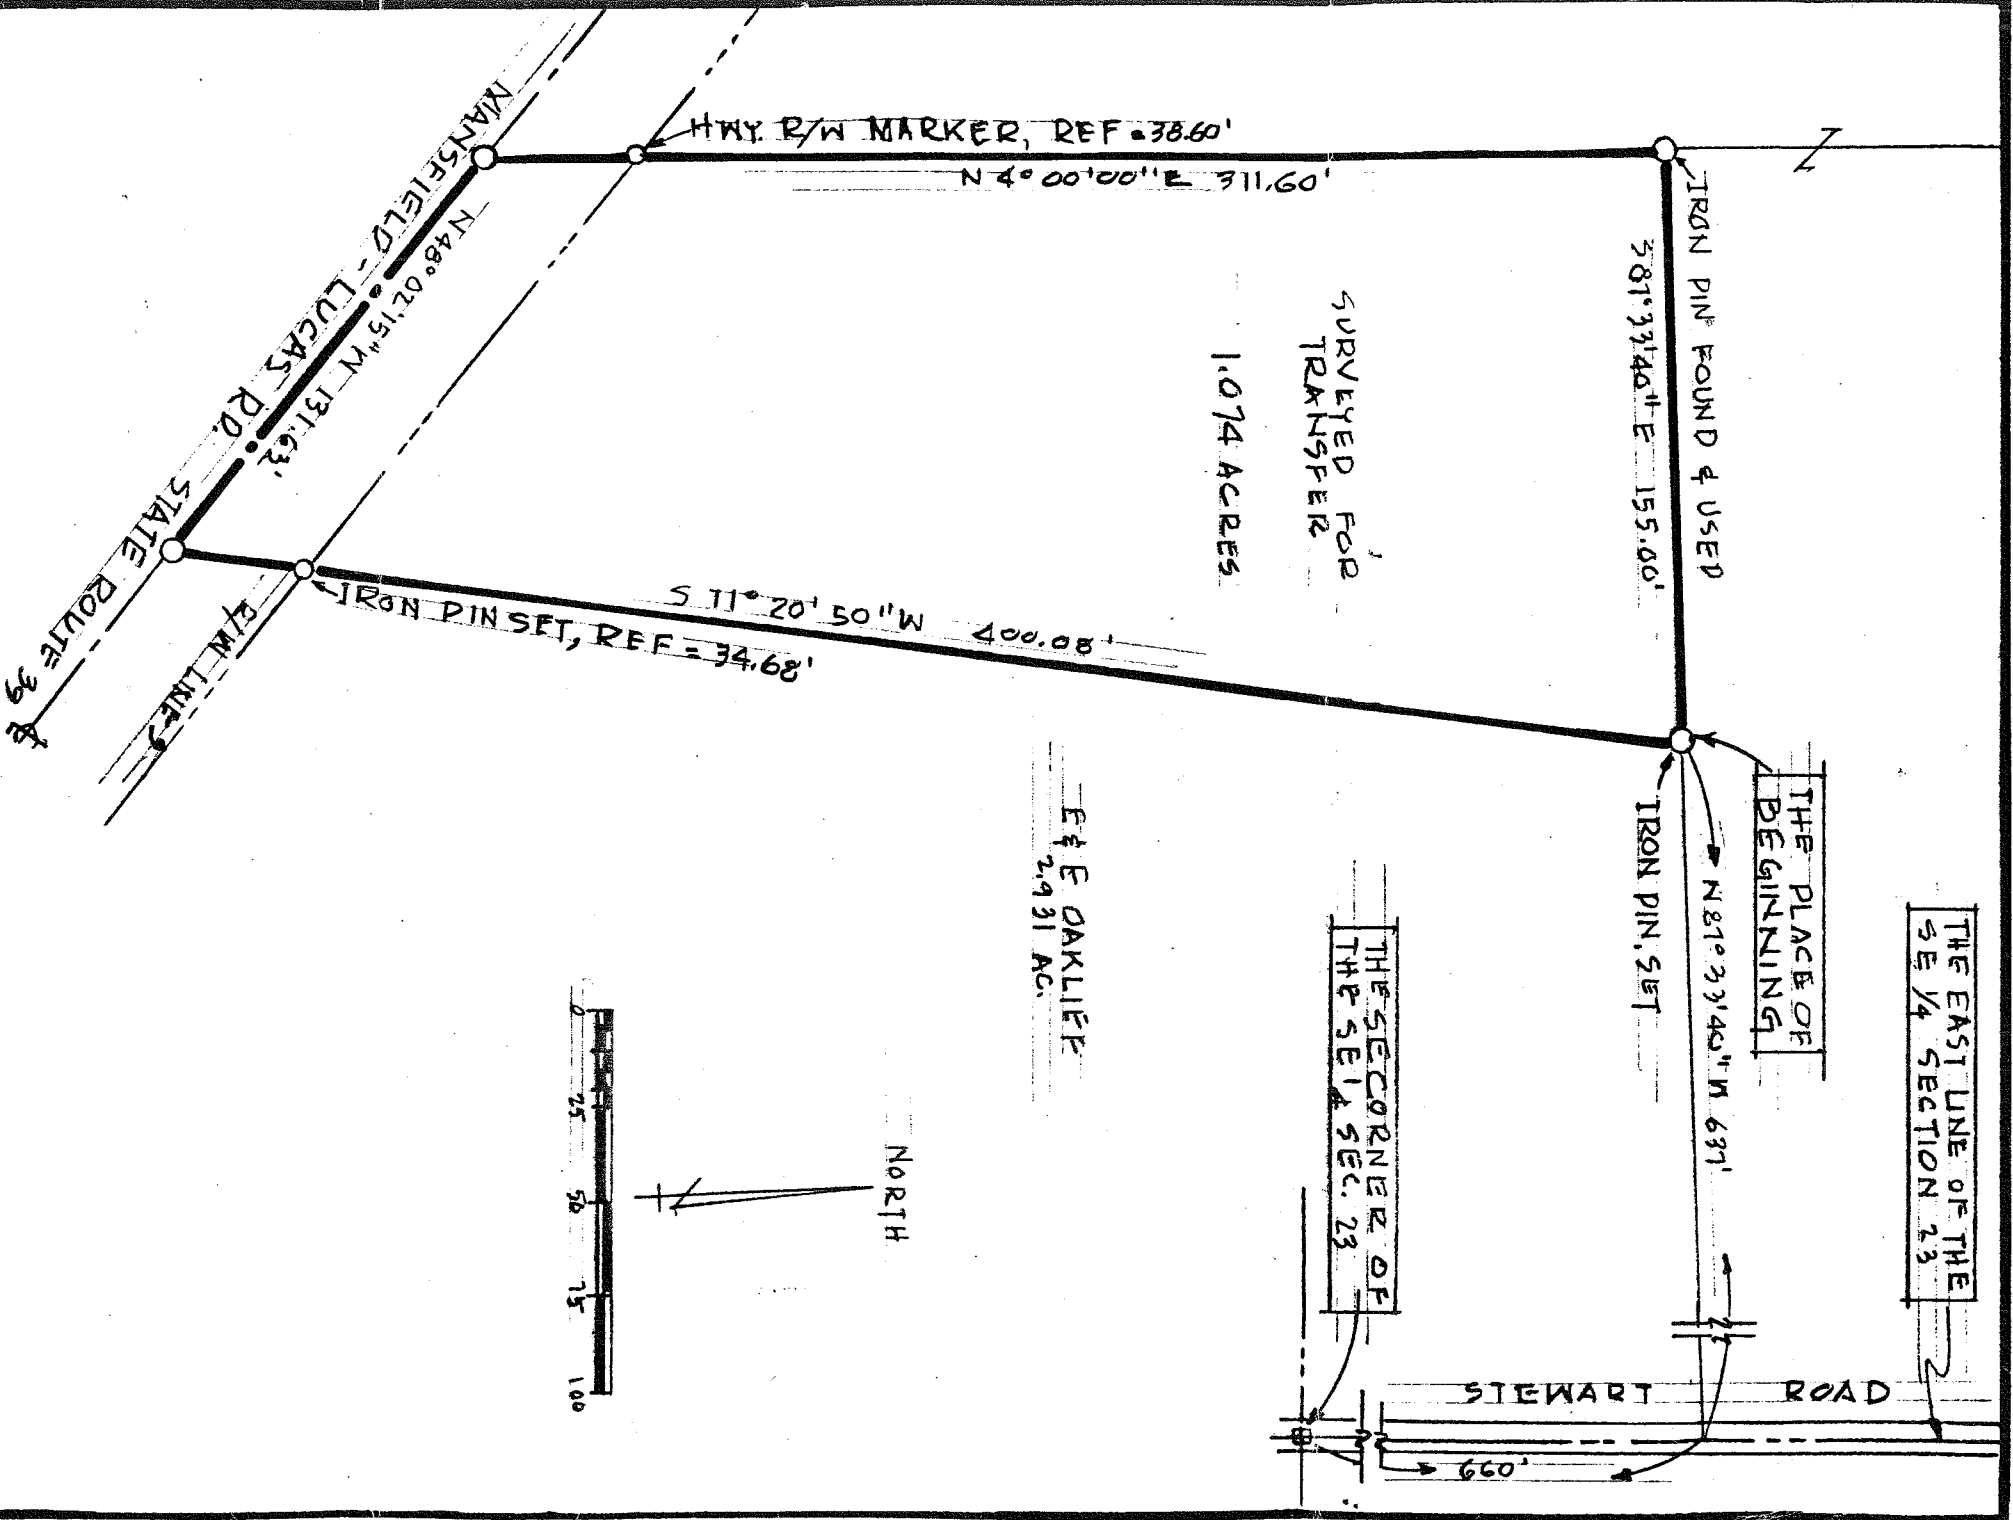 HWY. R/W MARKER, REF = 38.60'
N 4° 00' 00" E 311.60'
IRON PIN FOUND & USED
S 87° 33' 40" E 155.00'
SURVEYED FOR
TRANSFER
1.074 ACRES
MANSFIELD - LUCAS RD.
STATE ROUTE 39 ℄
N 48° 02' 15" W 131.63'
R/W LINE
S 11° 20' 50" W 400.08'
IRON PIN SET, REF = 34.68'
THE PLACE OF
BEGINNING
IRON PIN, SET
N 87° 33' 40" W 637'
THE EAST LINE OF THE
SE 1/4 SECTION 23
E & E OAKLIEF
2.931 AC.
THE SE CORNER OF
THE SE 1/4 SEC. 23
NORTH
0 25 50 75 100
STEWART ROAD
660'